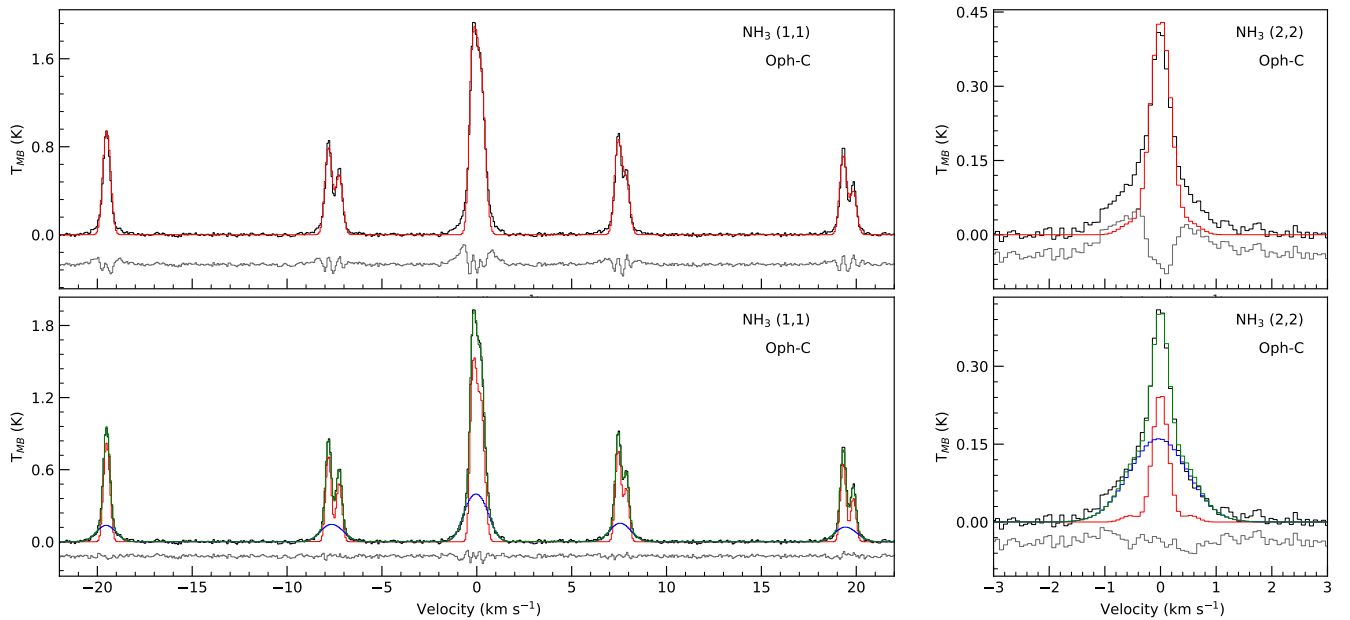 NH₃ (1,1)
Oph-C
T_MB (K)
1.6
0.8
0.0
NH₃ (2,2)
Oph-C
T_MB (K)
0.45
0.30
0.15
0.00
NH₃ (1,1)
Oph-C
T_MB (K)
1.8
1.2
0.6
0.0
−20 −15 −10 −5 0 5 10 15 20
Velocity (km s⁻¹)
NH₃ (2,2)
Oph-C
T_MB (K)
0.30
0.15
0.00
−3 −2 −1 0 1 2 3
Velocity (km s⁻¹)